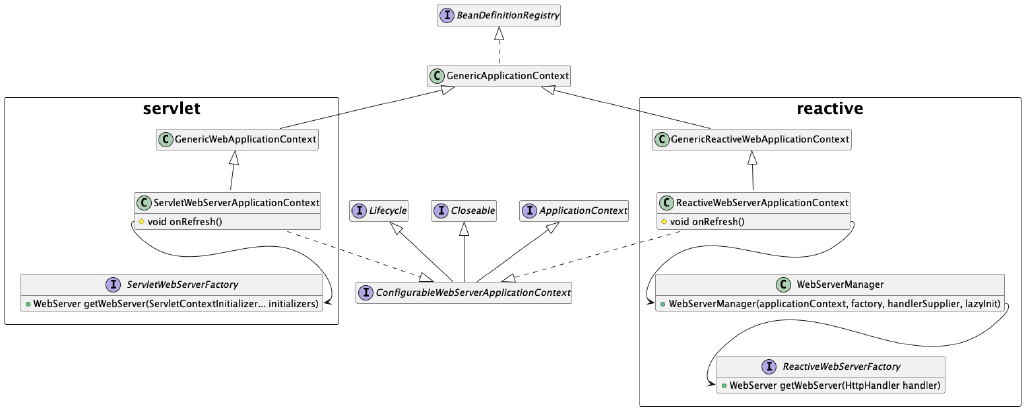 I BeanDefinitionRegistry
C GenericApplicationContext
servlet
reactive
C GenericWebApplicationContext
C GenericReactiveWebApplicationContext
C ServletWebServerApplicationContext
void onRefresh()
I Lifecycle
I Closeable
I ApplicationContext
C ReactiveWebServerApplicationContext
void onRefresh()
I ServletWebServerFactory
WebServer getWebServer(ServletContextInitializer... initializers)
I ConfigurableWebServerApplicationContext
C WebServerManager
WebServerManager(applicationContext, factory, handlerSupplier, lazyInit)
I ReactiveWebServerFactory
WebServer getWebServer(HttpHandler handler)